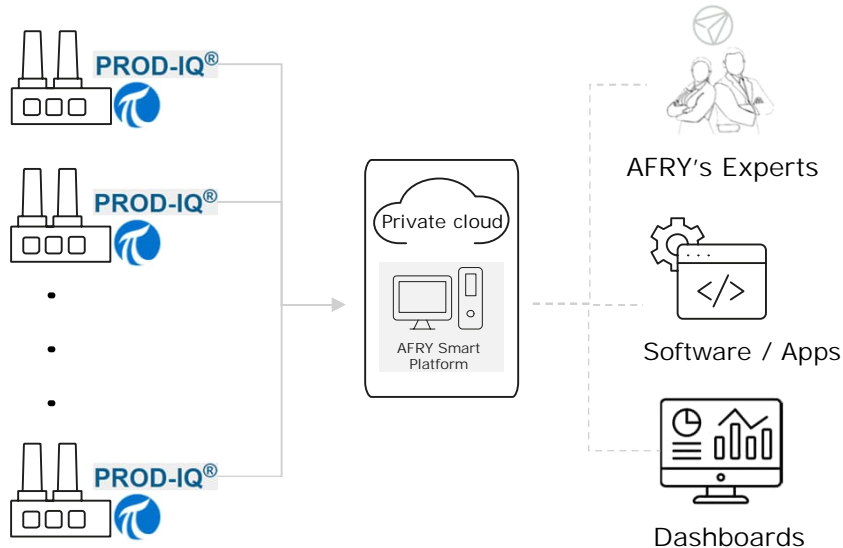 PROD-IQ®
PROD-IQ®
PROD-IQ®
Private cloud
AFRY Smart
Platform
AFRY's Experts
</>
Software / Apps
Dashboards